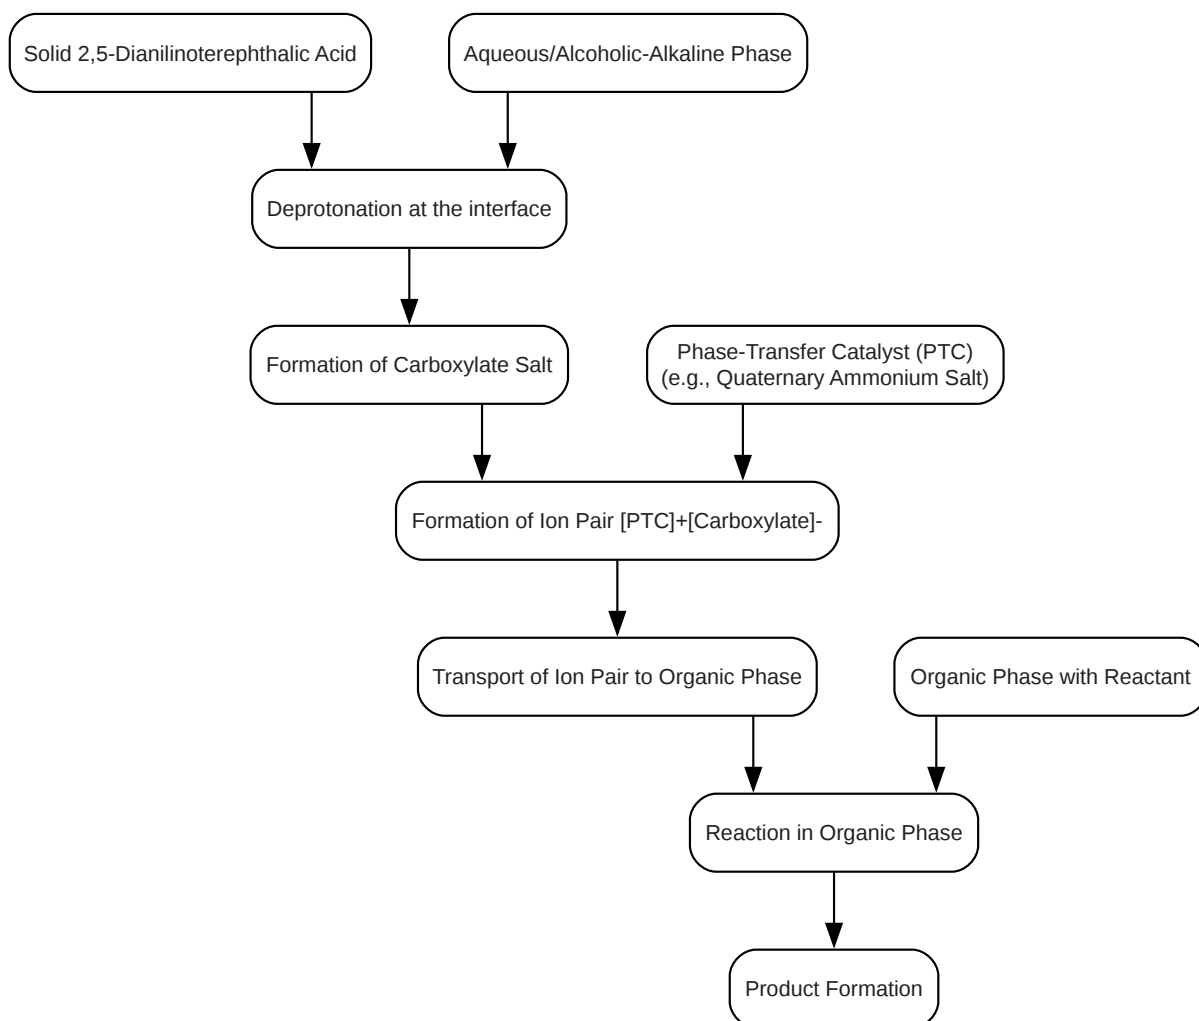 Solid 2,5-Dianilinoterephthalic Acid
Aqueous/Alcoholic-Alkaline Phase
Deprotonation at the interface
Formation of Carboxylate Salt
Phase-Transfer Catalyst (PTC)
(e.g., Quaternary Ammonium Salt)
Formation of Ion Pair [PTC]+[Carboxylate]-
Transport of Ion Pair to Organic Phase
Organic Phase with Reactant
Reaction in Organic Phase
Product Formation